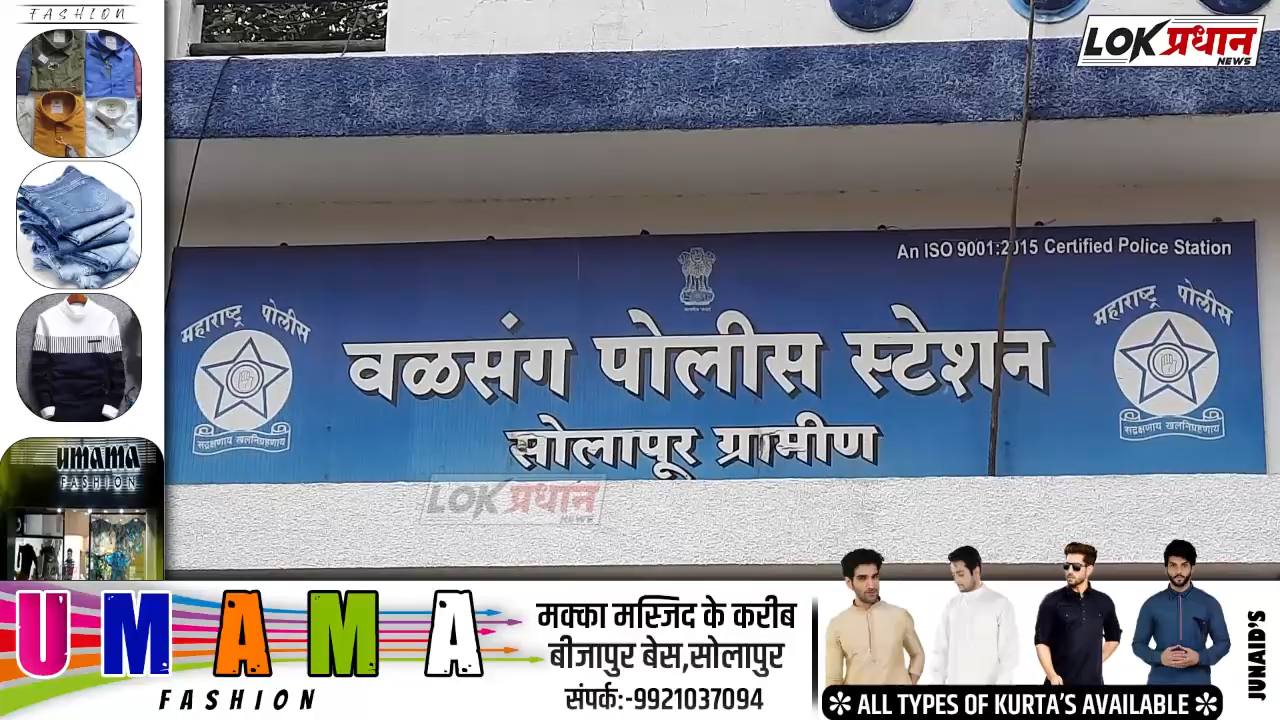 FASHION
LOK प्रधान
NEWS
An ISO 9001:2015 Certified Police Station
महाराष्ट्र पोलीस
सद्रक्षणाय खलनिग्रहणाय
वळसंग पोलीस स्टेशन
सोलापूर ग्रामीण
महाराष्ट्र पोलीस
सद्रक्षणाय खलनिग्रहणाय
LOK प्रधान
NEWS
UMAMA
FASHION
UMAMA
FASHION
मक्का मस्जिद के करीब
बीजापुर बेस,सोलापुर
संपर्क:-9921037094
ALL TYPES OF KURTA'S AVAILABLE
JUNAID'S